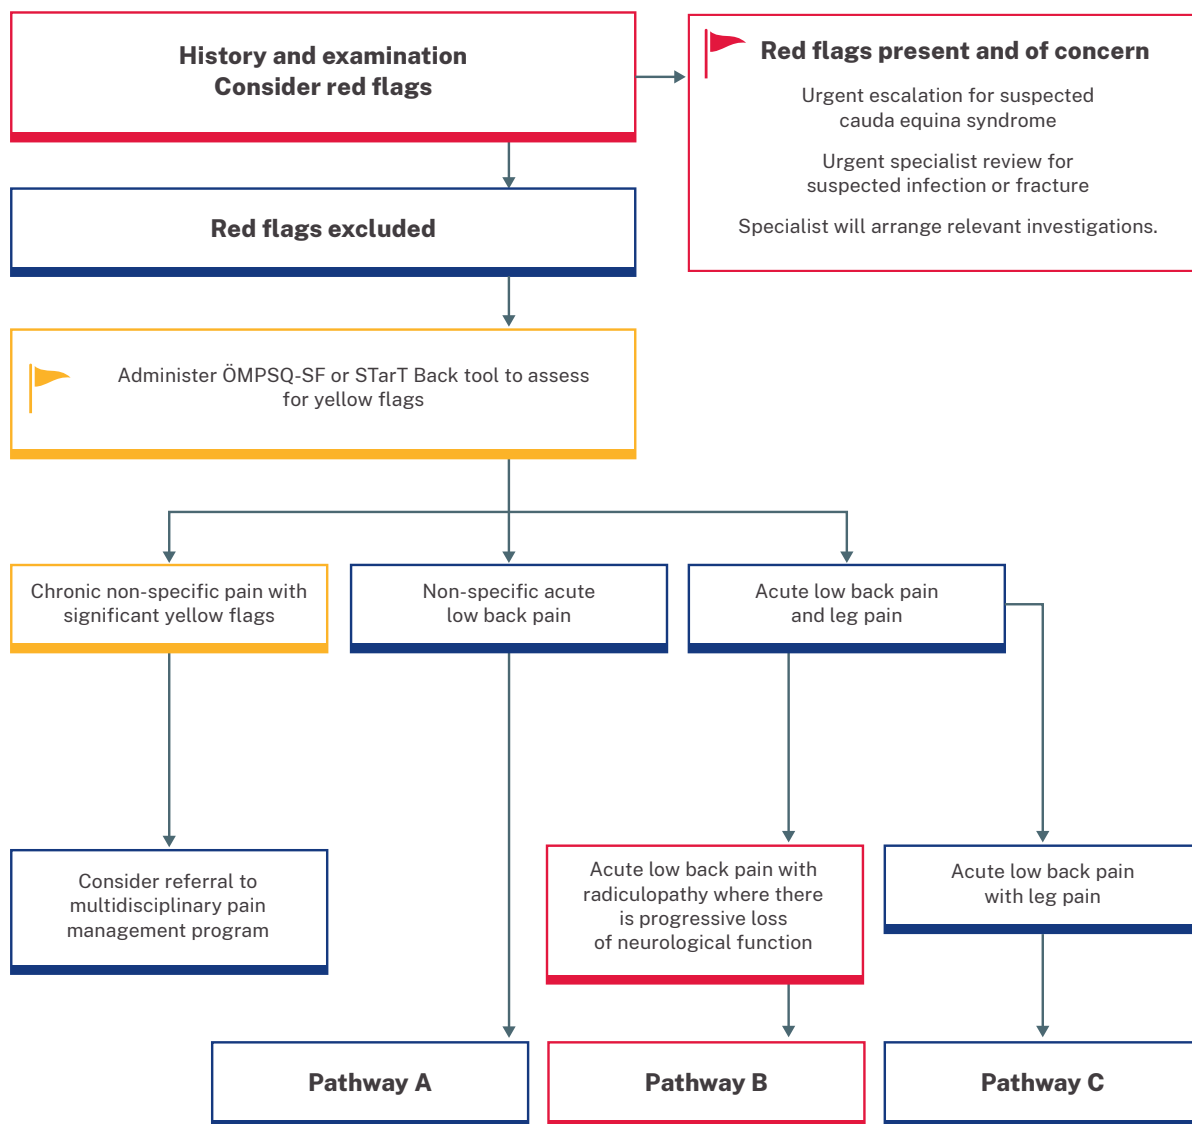 History and examination
Consider red flags
Red flags present and of concern
Urgent escalation for suspected
cauda equina syndrome
Urgent specialist review for
suspected infection or fracture
Specialist will arrange relevant investigations.
Red flags excluded
Administer ÖMPSQ-SF or STarT Back tool to assess
for yellow flags
Chronic non-specific pain with
significant yellow flags
Non-specific acute
low back pain
Acute low back pain
and leg pain
Consider referral to
multidisciplinary pain
management program
Acute low back pain with
radiculopathy where there
is progressive loss
of neurological function
Acute low back pain
with leg pain
Pathway A
Pathway B
Pathway C